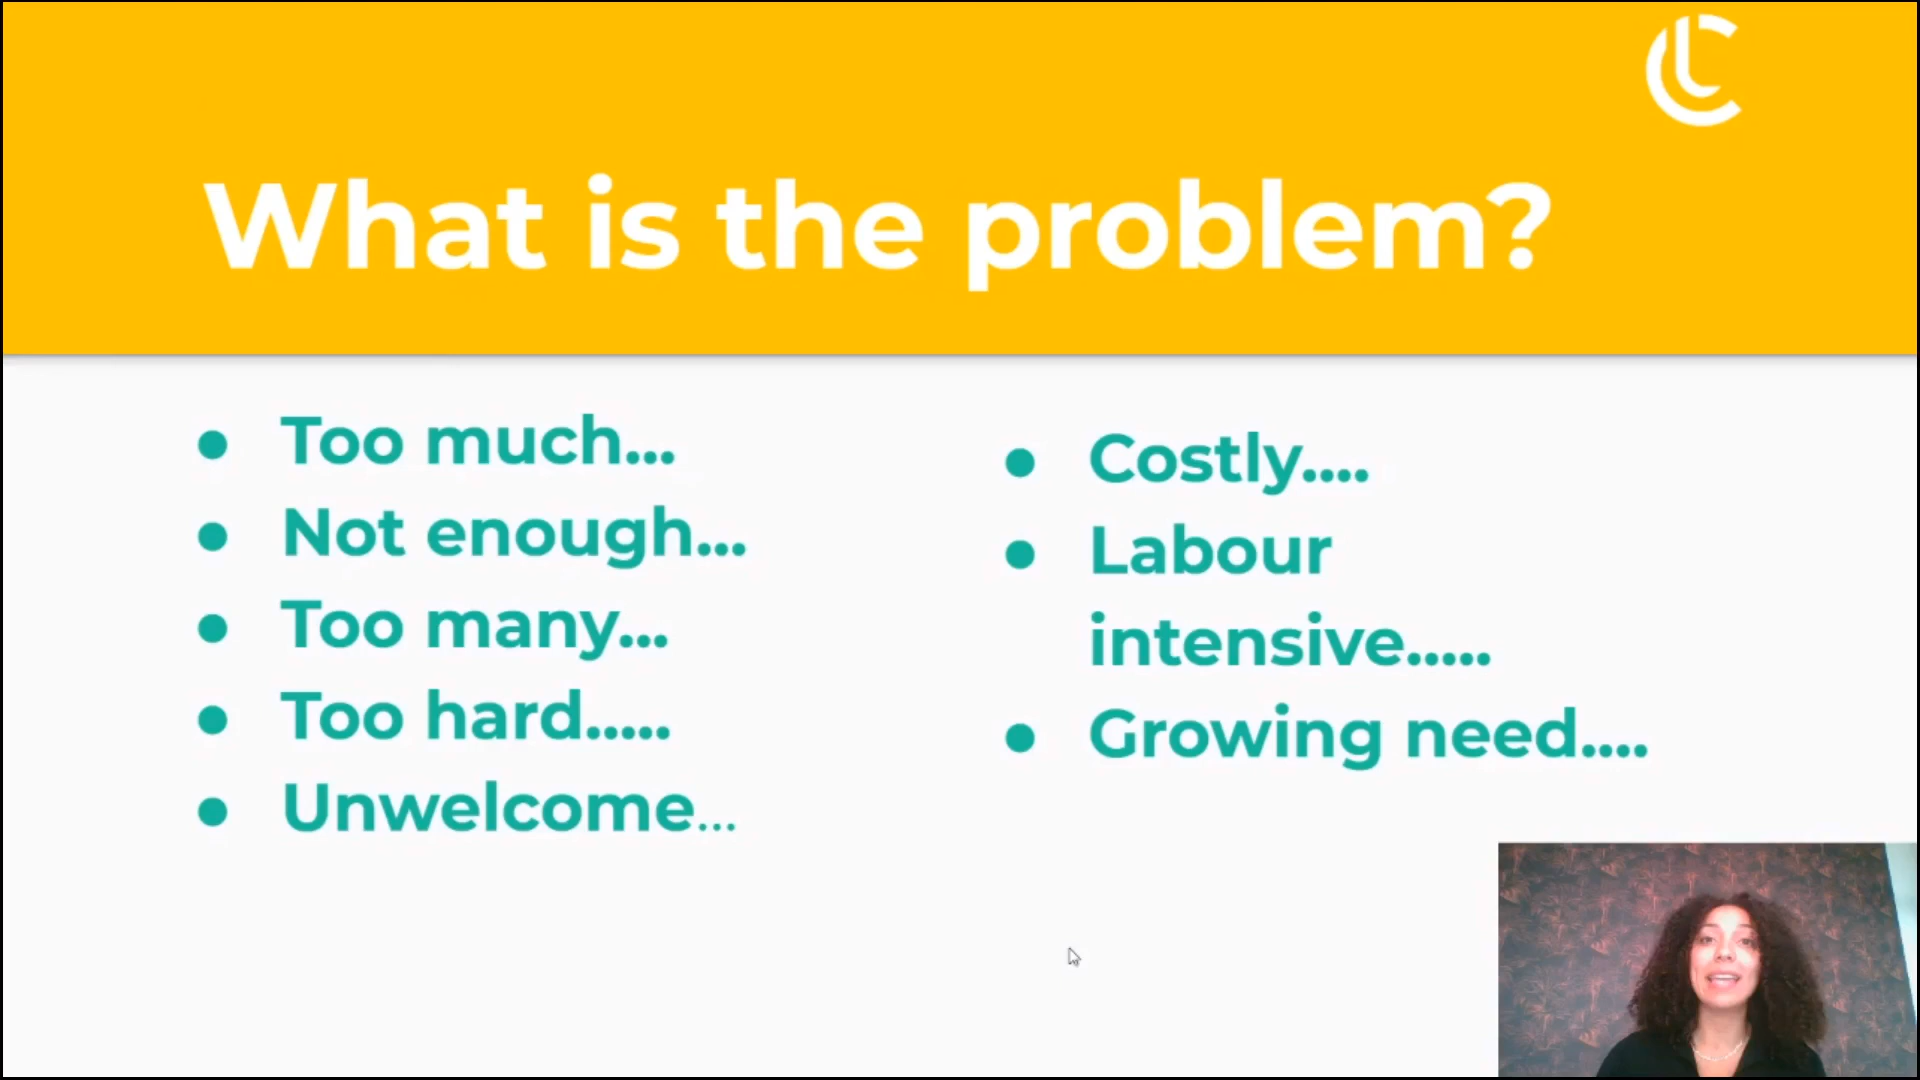 What is the problem?
● Too much...
● Not enough...
● Too many...
● Too hard.....
● Unwelcome...
● Costly....
● Labour
intensive.....
● Growing need....